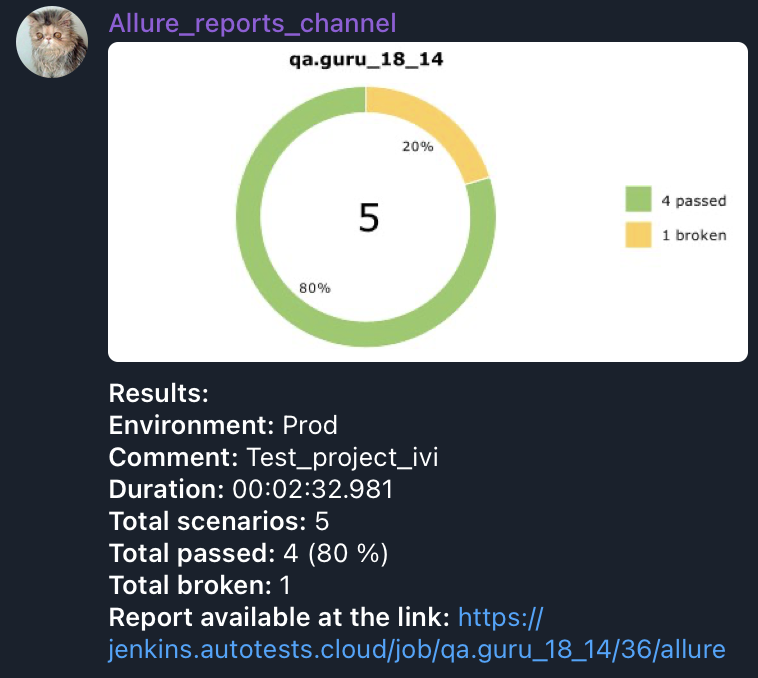 Allure_reports_channel
qa.guru_18_14
20%
5
80%
4 passed
1 broken
Results:
Environment: Prod
Comment: Test_project_ivi
Duration: 00:02:32.981
Total scenarios: 5
Total passed: 4 (80 %)
Total broken: 1
Report available at the link: https://
jenkins.autotests.cloud/job/qa.guru_18_14/36/allure